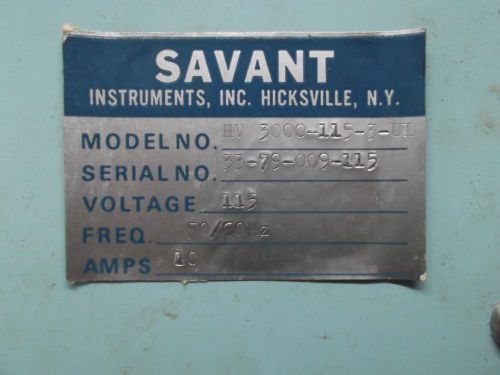 SAVANT
INSTRUMENTS, INC. HICKSVILLE, N.Y.
MODEL NO. HV 3000-115-3-UL
SERIAL NO. 33-79-009-115
VOLTAGE 115
FREQ. 50/60Hz
AMPS 10